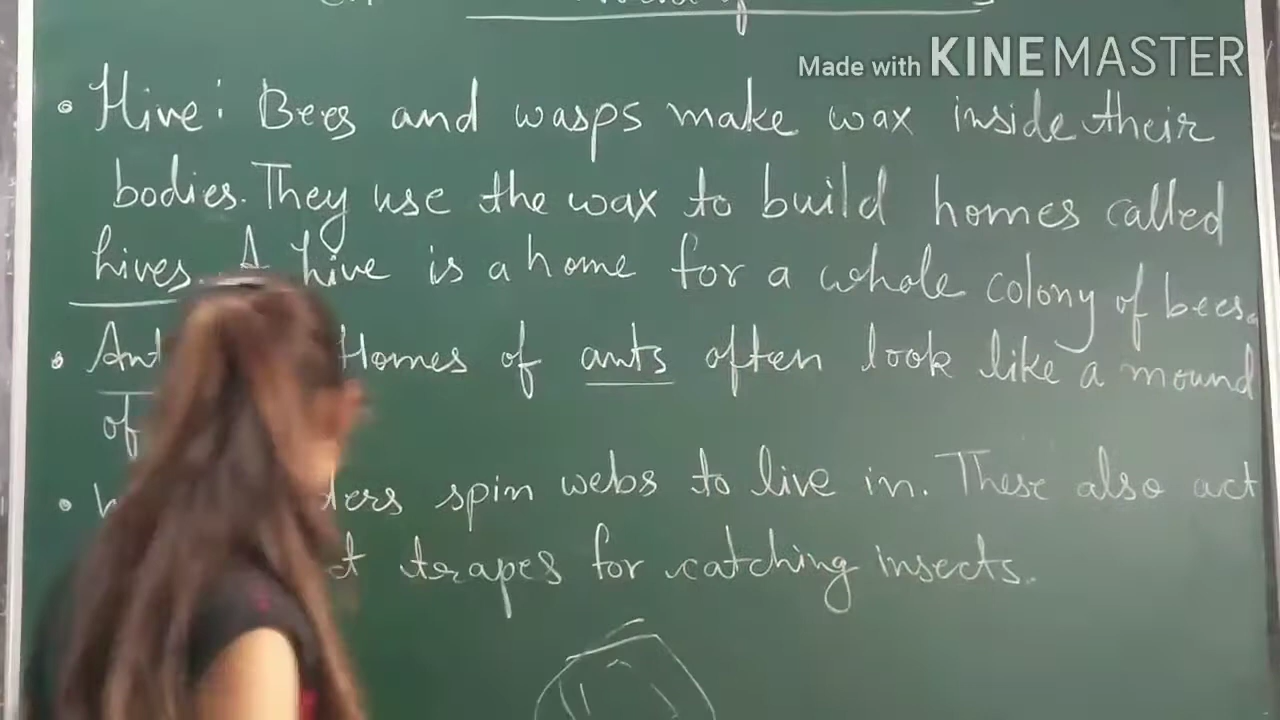 Made with KINEMASTER
• Hive: Bees and wasps make wax inside their
bodies. They use the wax to build homes called
hives. A hive is a home for a whole colony of bees.
• Ant Homes of ants often look like a mound
of
• spin webs to live in. These also act
trapes for catching insects.